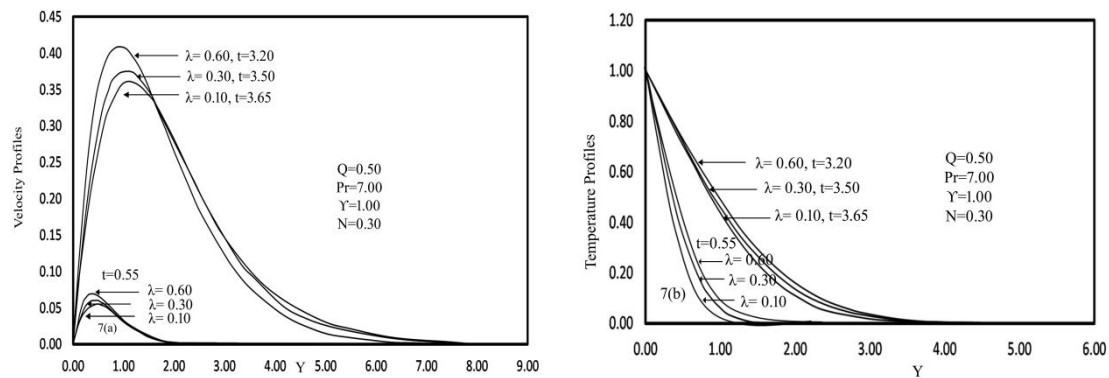 0.45
0.40
0.35
0.30
0.25
0.20
0.15
0.10
0.05
0.00
Velocity Profiles
λ= 0.60, t=3.20
λ= 0.30, t=3.50
λ= 0.10, t=3.65
Q=0.50
Pr=7.00
ϒ=1.00
N=0.30
t=0.55
λ= 0.60
λ= 0.30
λ= 0.10
7(a)
0.00 1.00 2.00 3.00 4.00 5.00 6.00 7.00 8.00 9.00
Y
1.20
1.00
0.80
0.60
0.40
0.20
0.00
Temperature Profiles
λ= 0.60, t=3.20
λ= 0.30, t=3.50
λ= 0.10, t=3.65
Q=0.50
Pr=7.00
ϒ=1.00
N=0.30
t=0.55
λ= 0.60
λ= 0.30
λ= 0.10
7(b)
0.00 1.00 2.00 3.00 4.00 5.00 6.00
Y